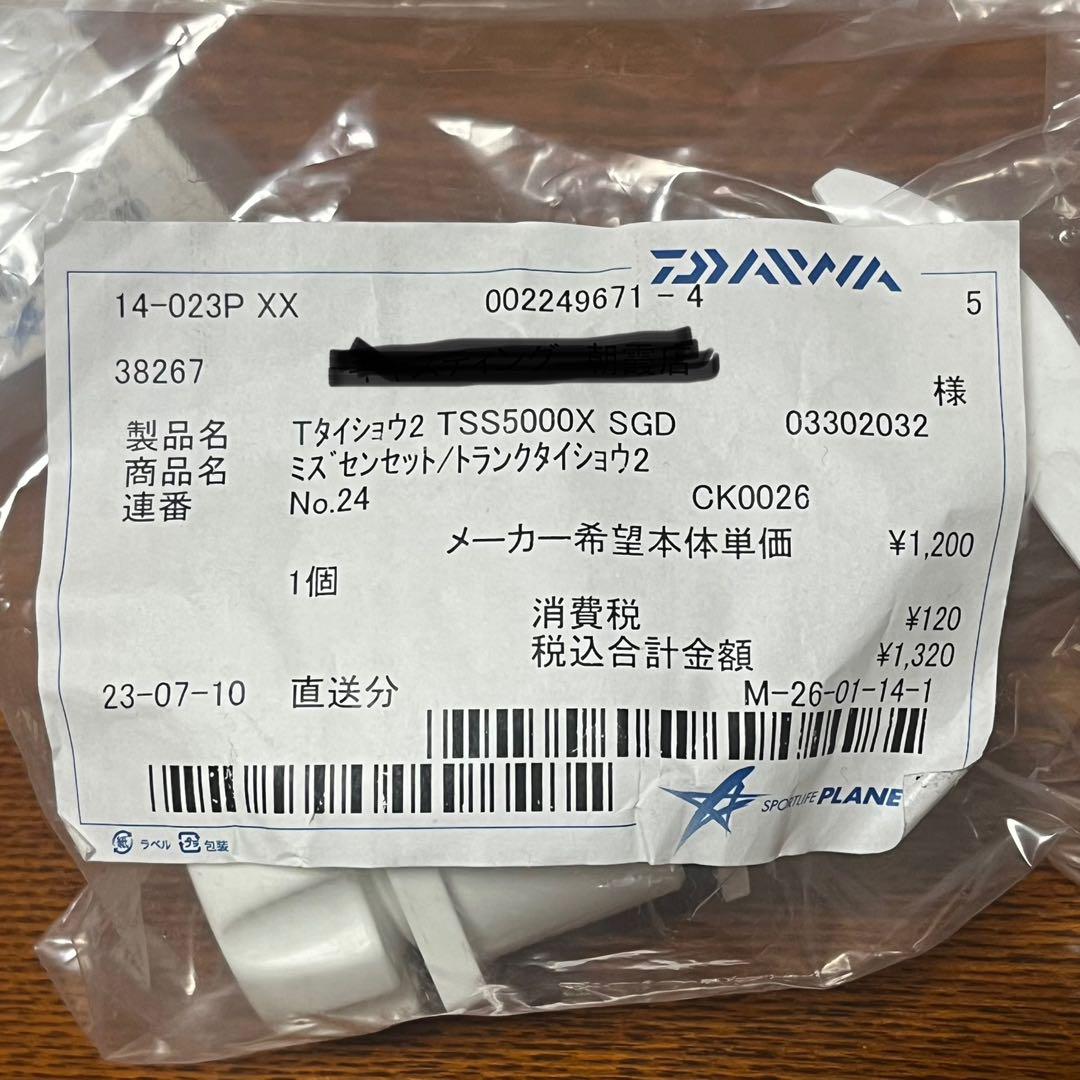 DAIWA
14-023P XX 002249671-4 5
38267
様
製品名 Tタイショウ2 TSS5000X SGD 03302032
商品名 ミズセンセット/トランクタイショウ2
連番 No.24 CK0026
メーカー希望本体単価 ¥1,200
1個
消費税 ¥120
税込合計金額 ¥1,320
23-07-10 直送分 M-26-01-14-1
SPORTLIFE PLANE
紙 ラベル プラ 包装